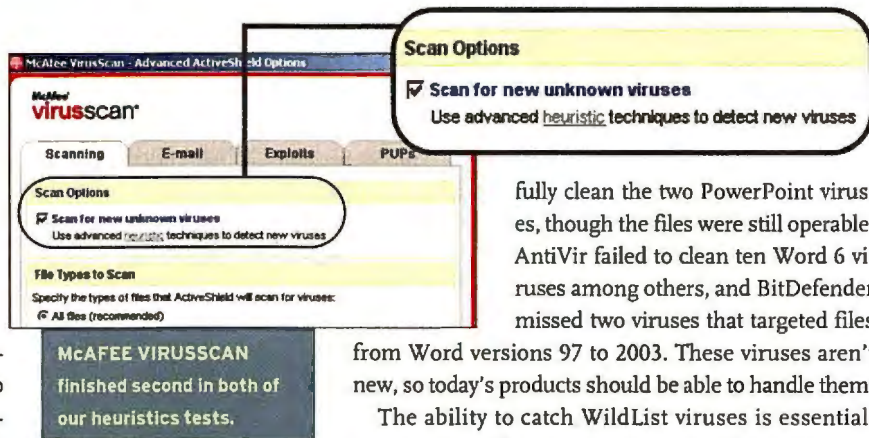 McAfee VirusScan - Advanced ActiveShield Options
McAfee
virusscan
Scanning E-mail Exploits PUPs
Scan Options
Scan for new unknown viruses
Use advanced heuristic techniques to detect new viruses
File Types to Scan
Specify the types of files that ActiveShield will scan for viruses:
All files (recommended)
Scan Options
Scan for new unknown viruses
Use advanced heuristic techniques to detect new viruses
McAFEE VIRUSSCAN
finished second in both of
our heuristics tests.
fully clean the two PowerPoint virus-
es, though the files were still operable
AntiVir failed to clean ten Word 6 vi-
ruses among others, and BitDefender
missed two viruses that targeted files
from Word versions 97 to 2003. These viruses aren'
new, so today's products should be able to handle them
The ability to catch WildList viruses is essential